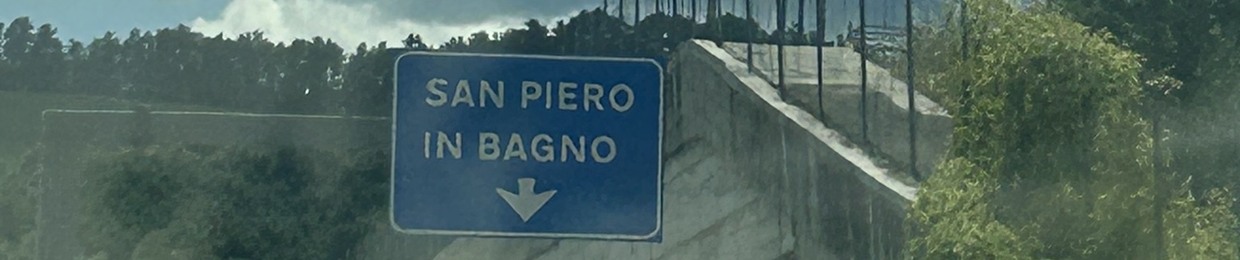 SAN PIERO
IN BAGNO